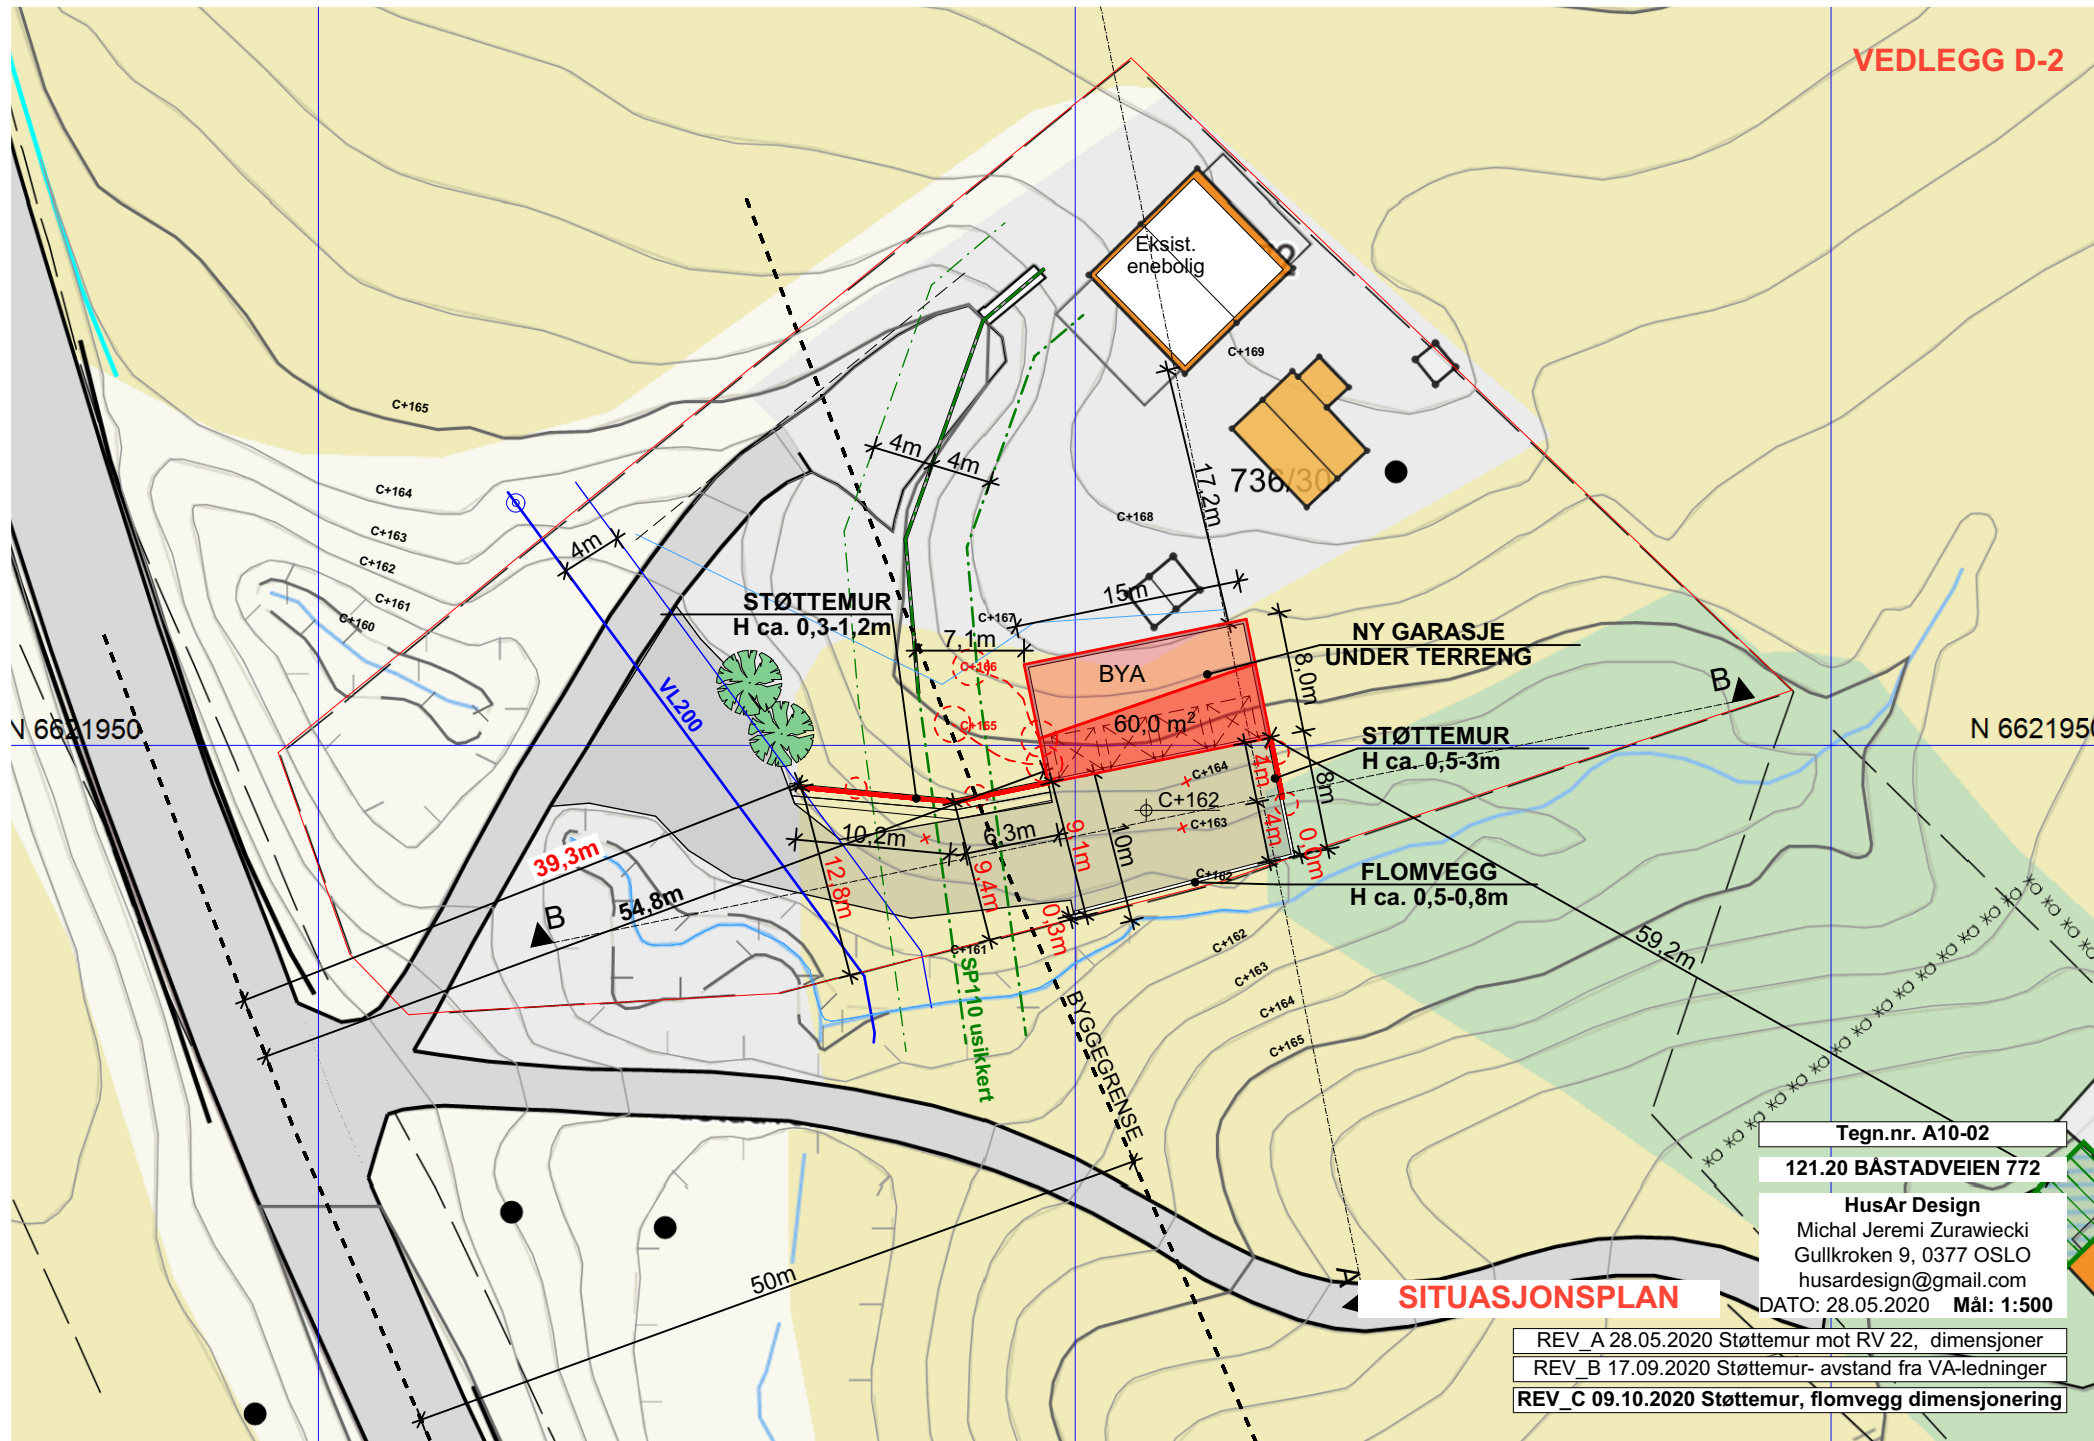 VEDLEGG D-2
Eksist.
enebolig
C+169
C+165
4m
4m
C+164
17,2m
736/30
C+168
C+163
4m
C+162
C+161
C+160
STØTTEMUR
H ca. 0,3-1,2m
15m
C+167
7,1m
C+166
NY GARASJE
UNDER TERRENG
BYA
8,0m
B
VL200
N 6621950
C+165
60,0 m²
N 6621950
STØTTEMUR
H ca. 0,5-3m
C+164
4m
8m
C+162
C+163
10,2m
6,3m
9,1m
10m
4m
0,0m
39,3m
12,8m
9,4m
FLOMVEGG
H ca. 0,5-0,8m
C+162
54,8m
B
0,3m
C+161
C+162
59,2m
SP110 usikkert
C+163
C+164
C+165
BYGGEGRENSE
50m
A
SITUASJONSPLAN
Tegn.nr. A10-02
121.20 BÅSTADVEIEN 772
HusAr Design
Michal Jeremi Zurawiecki
Gullkroken 9, 0377 OSLO
husardesign@gmail.com
DATO: 28.05.2020 Mål: 1:500
REV_A 28.05.2020 Støttemur mot RV 22, dimensjoner
REV_B 17.09.2020 Støttemur- avstand fra VA-ledninger
REV_C 09.10.2020 Støttemur, flomvegg dimensjonering